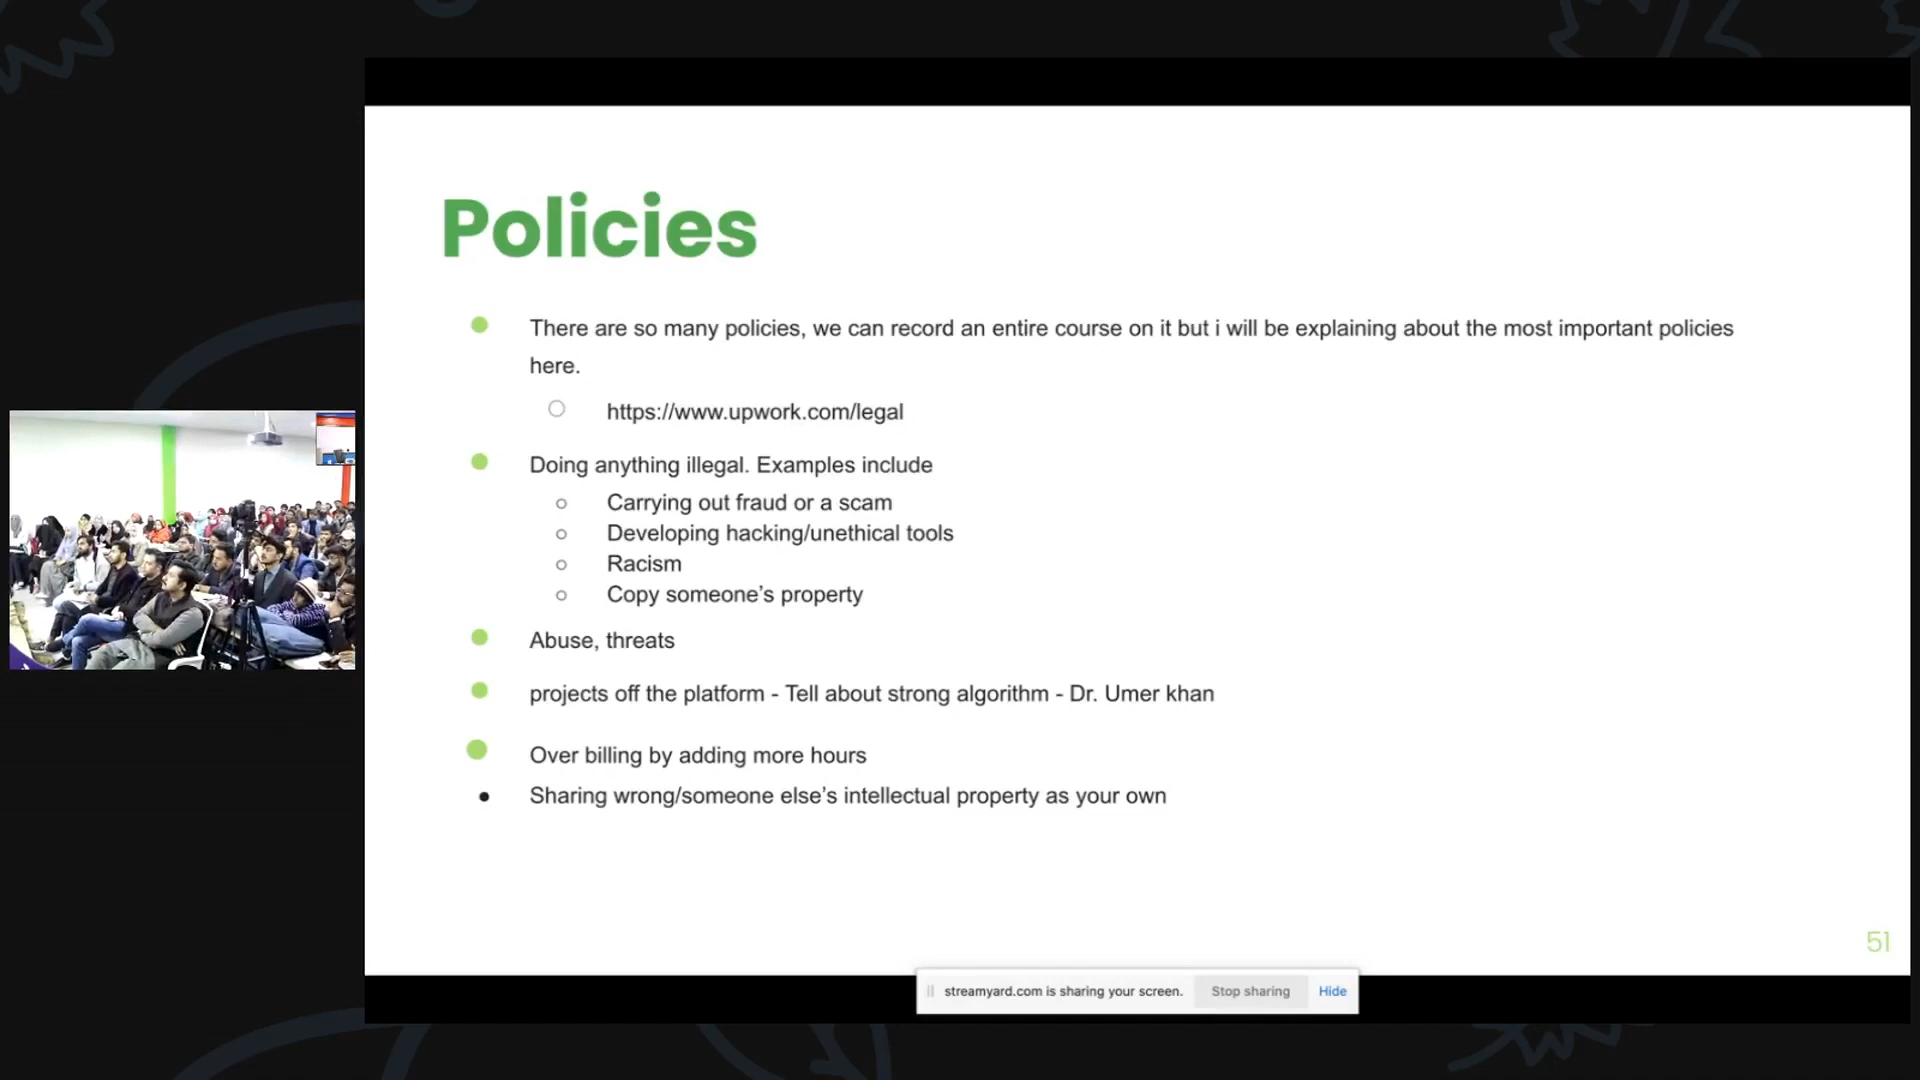 Policies
There are so many policies, we can record an entire course on it but i will be explaining about the most important policies
here.
https://www.upwork.com/legal
Doing anything illegal. Examples include
Carrying out fraud or a scam
Developing hacking/unethical tools
Racism
Copy someone’s property
Abuse, threats
projects off the platform - Tell about strong algorithm - Dr. Umer khan
Over billing by adding more hours
Sharing wrong/someone else’s intellectual property as your own
51
streamyard.com is sharing your screen. Stop sharing Hide